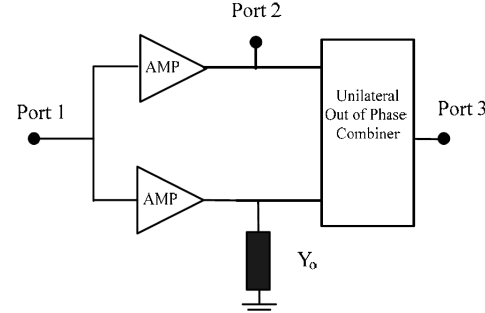 Port 2
AMP
Unilateral
Out of Phase
Combiner
Port 1
Port 3
AMP
Yo